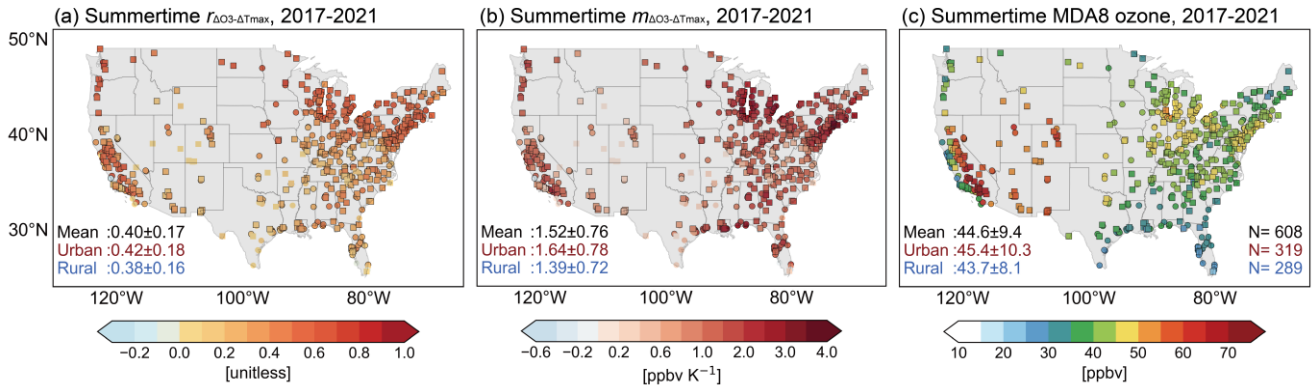 (a) Summertime rΔO3-ΔTmax, 2017-2021
(b) Summertime mΔO3-ΔTmax, 2017-2021
(c) Summertime MDA8 ozone, 2017-2021
50°N
40°N
30°N
Mean :0.40±0.17
Urban :0.42±0.18
Rural :0.38±0.16
Mean :1.52±0.76
Urban :1.64±0.78
Rural :1.39±0.72
Mean :44.6±9.4
Urban :45.4±10.3
Rural :43.7±8.1
N= 608
N= 319
N= 289
120°W 100°W 80°W
120°W 100°W 80°W
120°W 100°W 80°W
−0.2 0.0 0.2 0.4 0.6 0.8 1.0
[unitless]
−0.6 −0.2 0.2 0.6 1.0 2.0 3.0 4.0
[ppbv K⁻¹]
10 20 30 40 50 60 70
[ppbv]